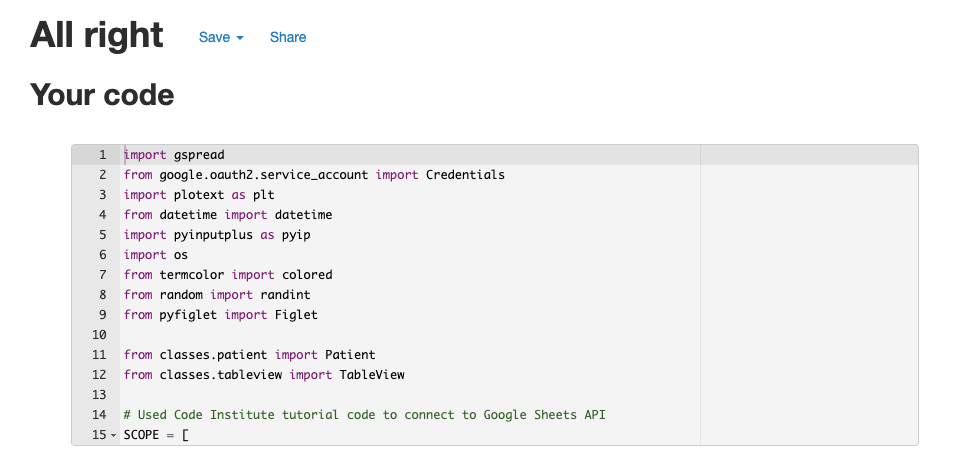 All right Save Share
Your code
1 import gspread
2 from google.oauth2.service_account import Credentials
3 import plotext as plt
4 from datetime import datetime
5 import pyinputplus as pyip
6 import os
7 from termcolor import colored
8 from random import randint
9 from pyfiglet import Figlet
10
11 from classes.patient import Patient
12 from classes.tableview import TableView
13
14 # Used Code Institute tutorial code to connect to Google Sheets API
15 SCOPE = [